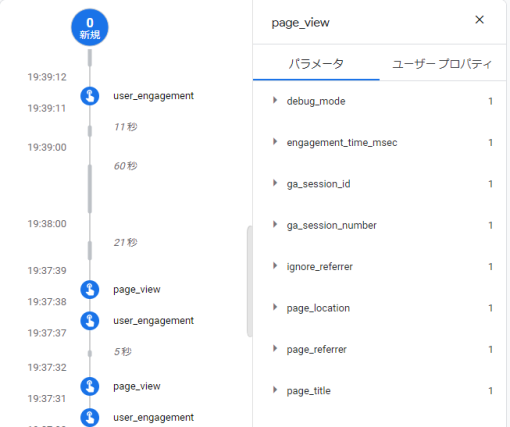 0
新規
19:39:12
user_engagement
19:39:11
11 秒
19:39:00
60 秒
19:38:00
21 秒
19:37:39
page_view
19:37:38
user_engagement
19:37:37
5 秒
19:37:32
page_view
19:37:31
user_engagement
page_view
パラメータ
ユーザー プロパティ
debug_mode 1
engagement_time_msec 1
ga_session_id 1
ga_session_number 1
ignore_referrer 1
page_location 1
page_referrer 1
page_title 1